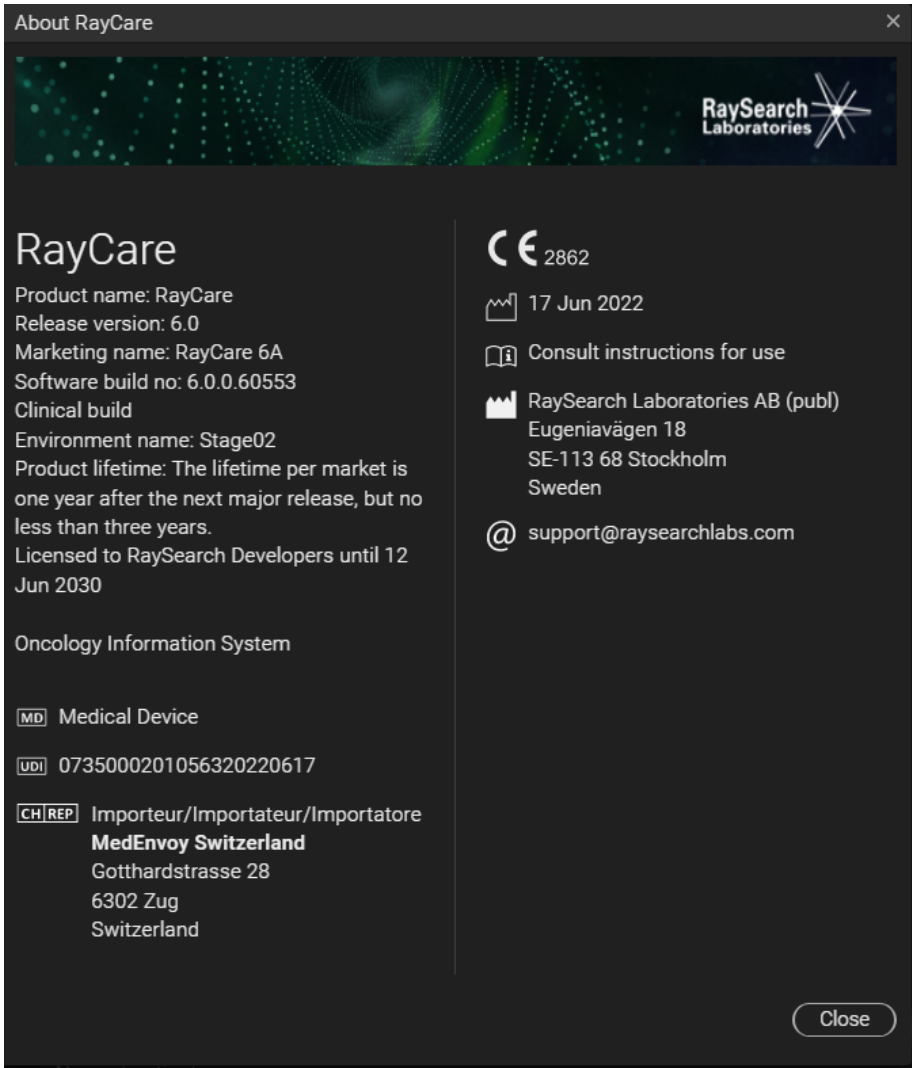 About RayCare
RaySearch
Laboratories
RayCare
Product name: RayCare
Release version: 6.0
Marketing name: RayCare 6A
Software build no: 6.0.0.60553
Clinical build
Environment name: Stage02
Product lifetime: The lifetime per market is
one year after the next major release, but no
less than three years.
Licensed to RaySearch Developers until 12
Jun 2030
Oncology Information System
MD Medical Device
UDI 0735000201056320220617
CH REP Importeur/Importateur/Importatore
MedEnvoy Switzerland
Gotthardstrasse 28
6302 Zug
Switzerland
CE 2862
17 Jun 2022
Consult instructions for use
RaySearch Laboratories AB (publ)
Eugeniavägen 18
SE-113 68 Stockholm
Sweden
@ support@raysearchlabs.com
Close